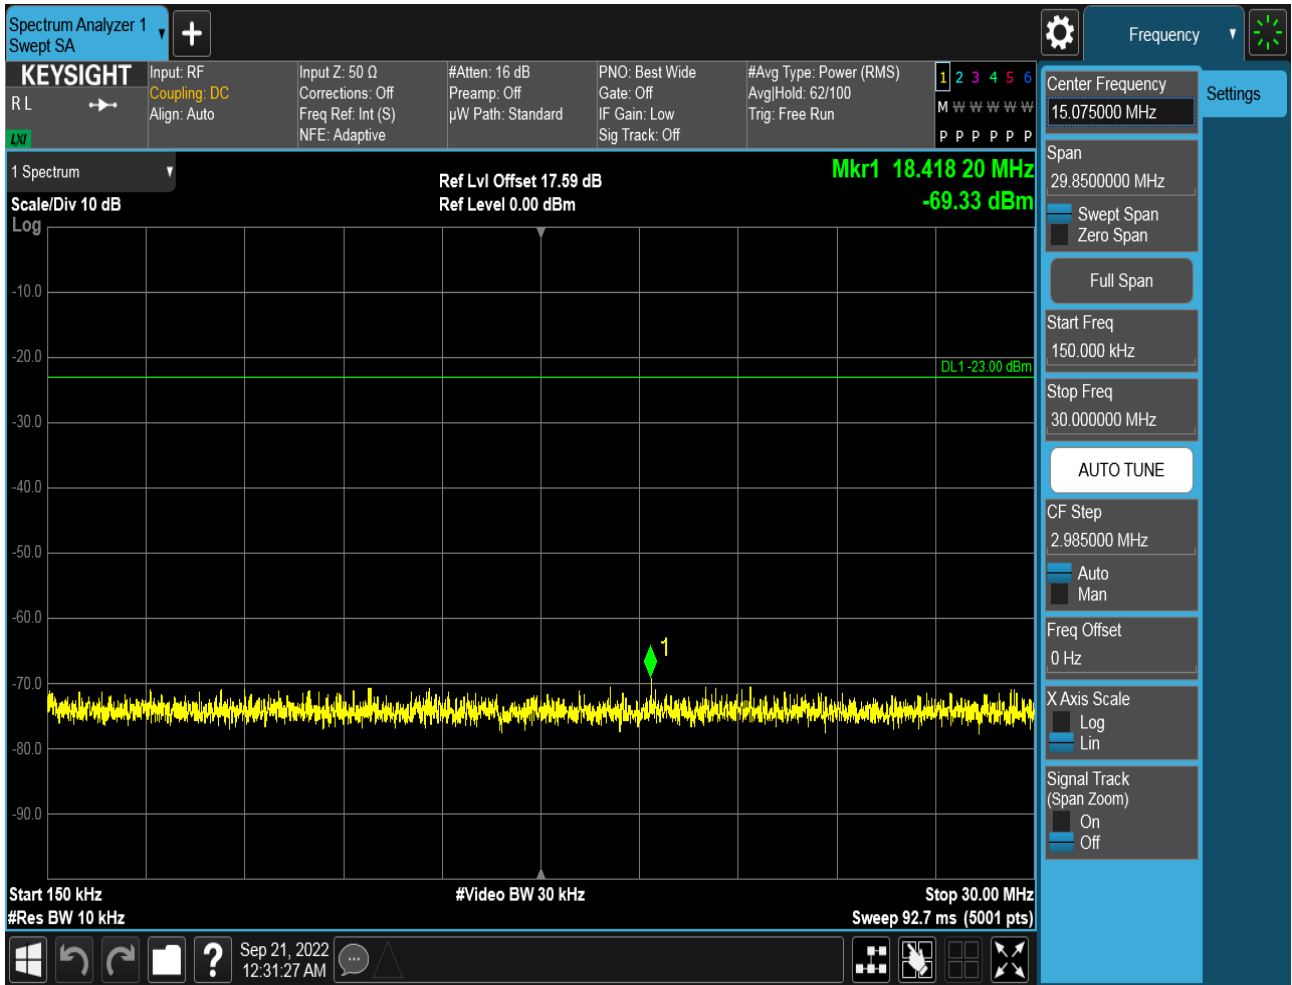 Spectrum Analyzer 1
Swept SA
Frequency
KEYSIGHT
R L
LXI
Input: RF
Coupling: DC
Align: Auto
Input Z: 50 Ω
Corrections: Off
Freq Ref: Int (S)
NFE: Adaptive
#Atten: 16 dB
Preamp: Off
µW Path: Standard
PNO: Best Wide
Gate: Off
IF Gain: Low
Sig Track: Off
#Avg Type: Power (RMS)
Avg|Hold: 62/100
Trig: Free Run
1 2 3 4 5 6
M W W W W W
P P P P P P
1 Spectrum
Scale/Div 10 dB
Log
Ref Lvl Offset 17.59 dB
Ref Level 0.00 dBm
Mkr1 18.418 20 MHz
-69.33 dBm
-10.0
-20.0
DL1 -23.00 dBm
-30.0
-40.0
-50.0
-60.0
1
-70.0
-80.0
-90.0
Start 150 kHz
#Res BW 10 kHz
#Video BW 30 kHz
Stop 30.00 MHz
Sweep 92.7 ms (5001 pts)
Center Frequency
15.075000 MHz
Settings
Span
29.8500000 MHz
Swept Span
Zero Span
Full Span
Start Freq
150.000 kHz
Stop Freq
30.000000 MHz
AUTO TUNE
CF Step
2.985000 MHz
Auto
Man
Freq Offset
0 Hz
X Axis Scale
Log
Lin
Signal Track
(Span Zoom)
On
Off
?
Sep 21, 2022
12:31:27 AM